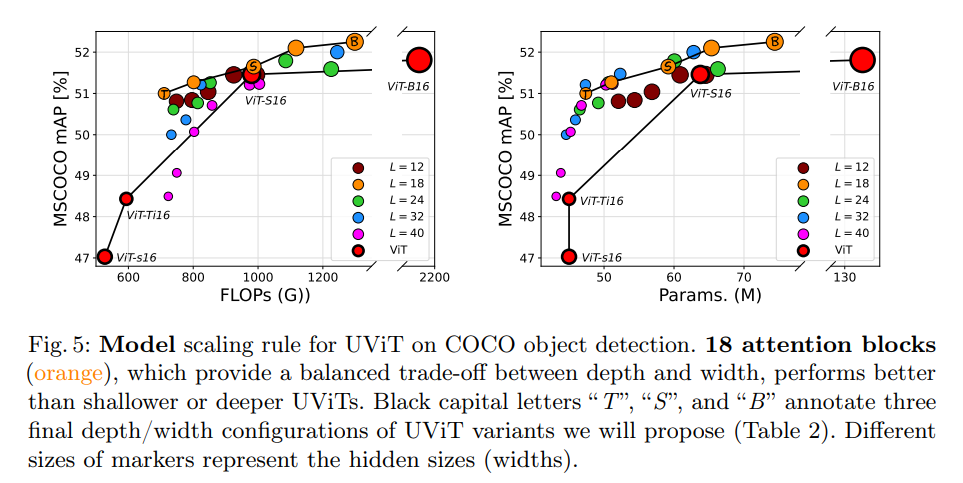 MSCOCO mAP [%]
52
51
50
49
48
47
600
800
1000
1200
2200
FLOPs (G))
B
S
T
ViT-S16
ViT-B16
ViT-Ti16
ViT-s16
L = 12
L = 18
L = 24
L = 32
L = 40
ViT
MSCOCO mAP [%]
52
51
50
49
48
47
50
60
70
130
Params. (M)
B
S
T
ViT-S16
ViT-B16
ViT-Ti16
ViT-s16
L = 12
L = 18
L = 24
L = 32
L = 40
ViT
Fig. 5: Model scaling rule for UViT on COCO object detection. 18 attention blocks
(orange), which provide a balanced trade-off between depth and width, performs better
than shallower or deeper UViTs. Black capital letters “T”, “S”, and “B” annotate three
final depth/width configurations of UViT variants we will propose (Table 2). Different
sizes of markers represent the hidden sizes (widths).